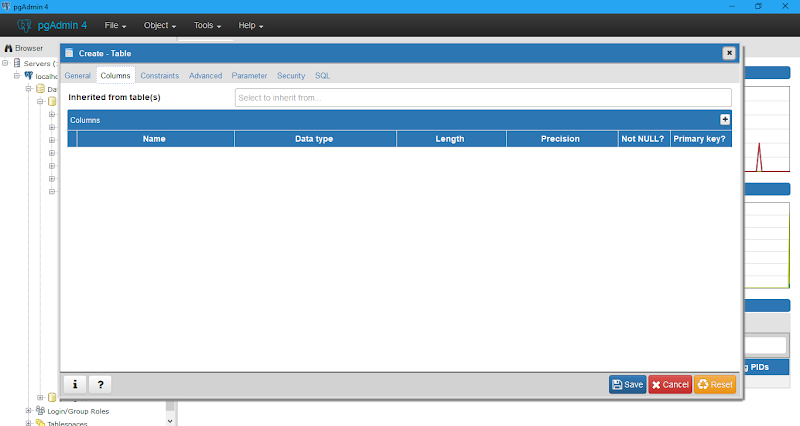 pgAdmin 4
pgAdmin 4 File Object Tools Help
Browser
Create - Table
Servers (
General Columns Constraints Advanced Parameter Security SQL
Inherited from table(s) Select to inherit from...
Columns
Name Data type Length Precision Not NULL? Primary key?
PIDs
i ? Save Cancel Reset
Login/Group Roles
Tablespaces